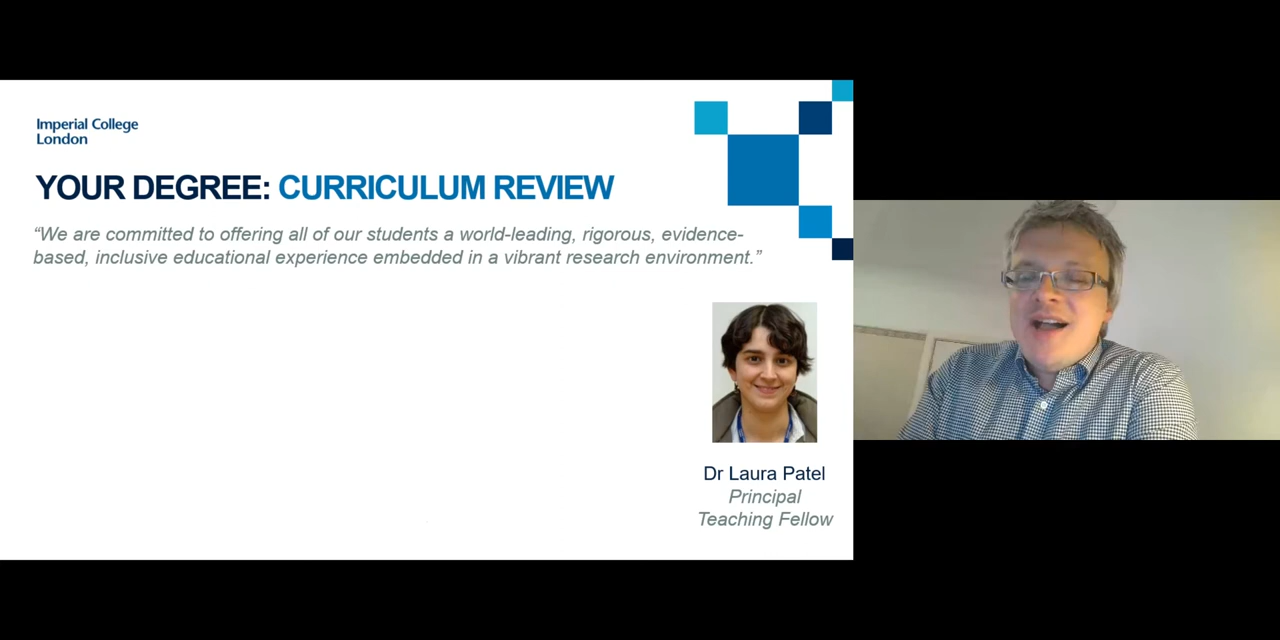 Imperial College
London
YOUR DEGREE: CURRICULUM REVIEW
“We are committed to offering all of our students a world-leading, rigorous, evidence-
based, inclusive educational experience embedded in a vibrant research environment.”
Dr Laura Patel
Principal
Teaching Fellow